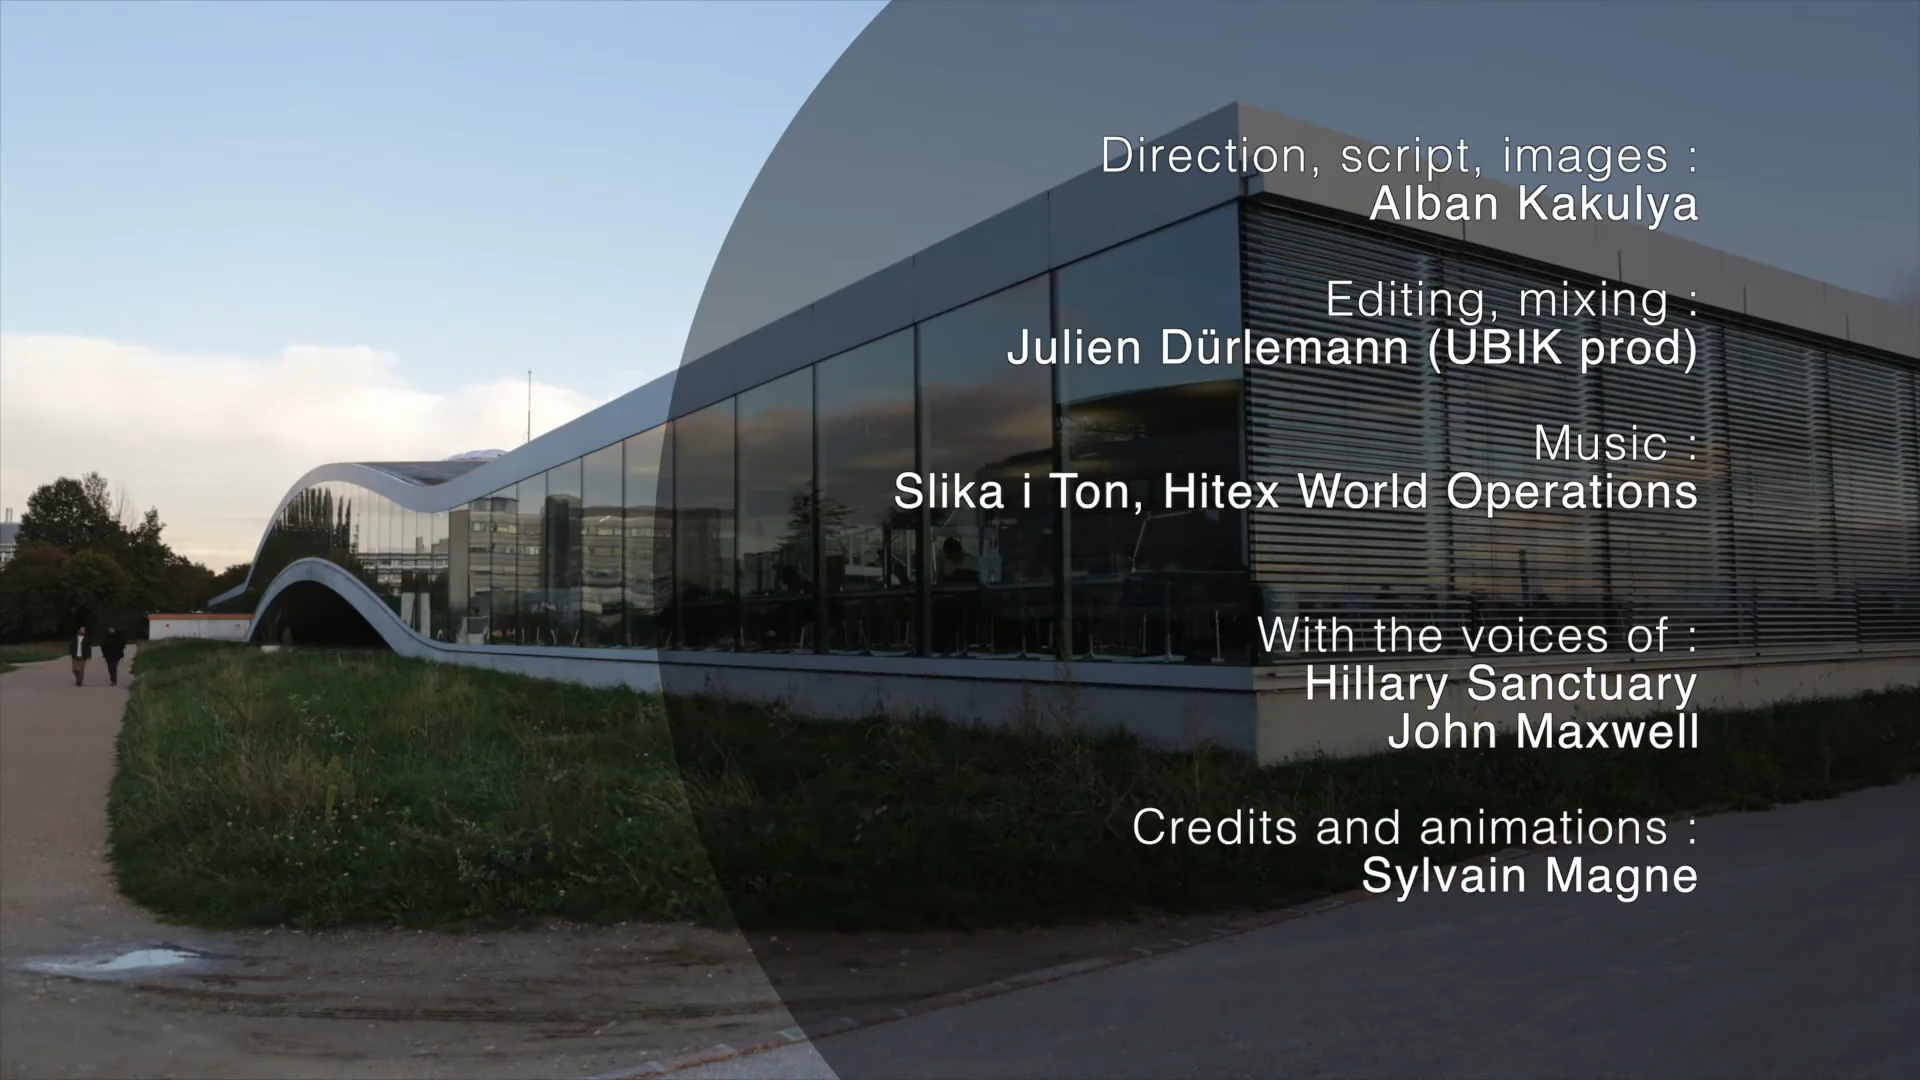 Direction, script, images :
Alban Kakulya
Editing, mixing :
Julien Dürlemann (UBIK prod)
Music :
Slika i Ton, Hitex World Operations
With the voices of :
Hillary Sanctuary
John Maxwell
Credits and animations :
Sylvain Magne